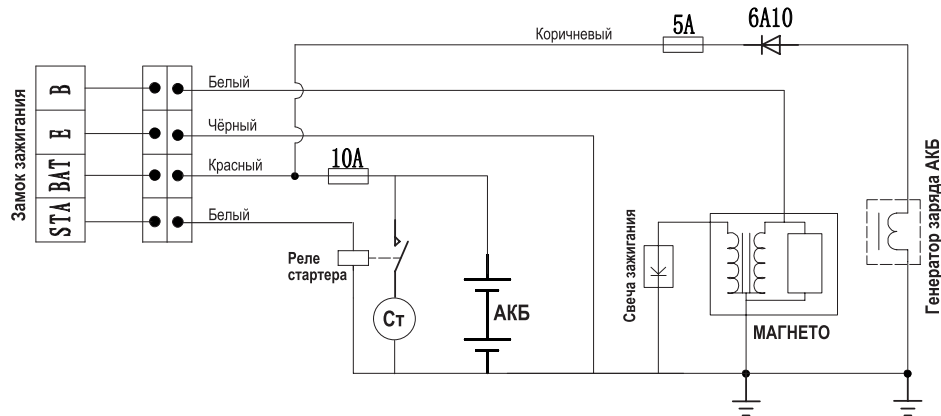 Коричневый
5A
6A10
Замок зажигания
B
E
BAT
STA
Белый
Чёрный
Красный
10A
Белый
Реле
стартера
Ст
АКБ
Свеча зажигания
МАГНЕТО
Генератор заряда АКБ